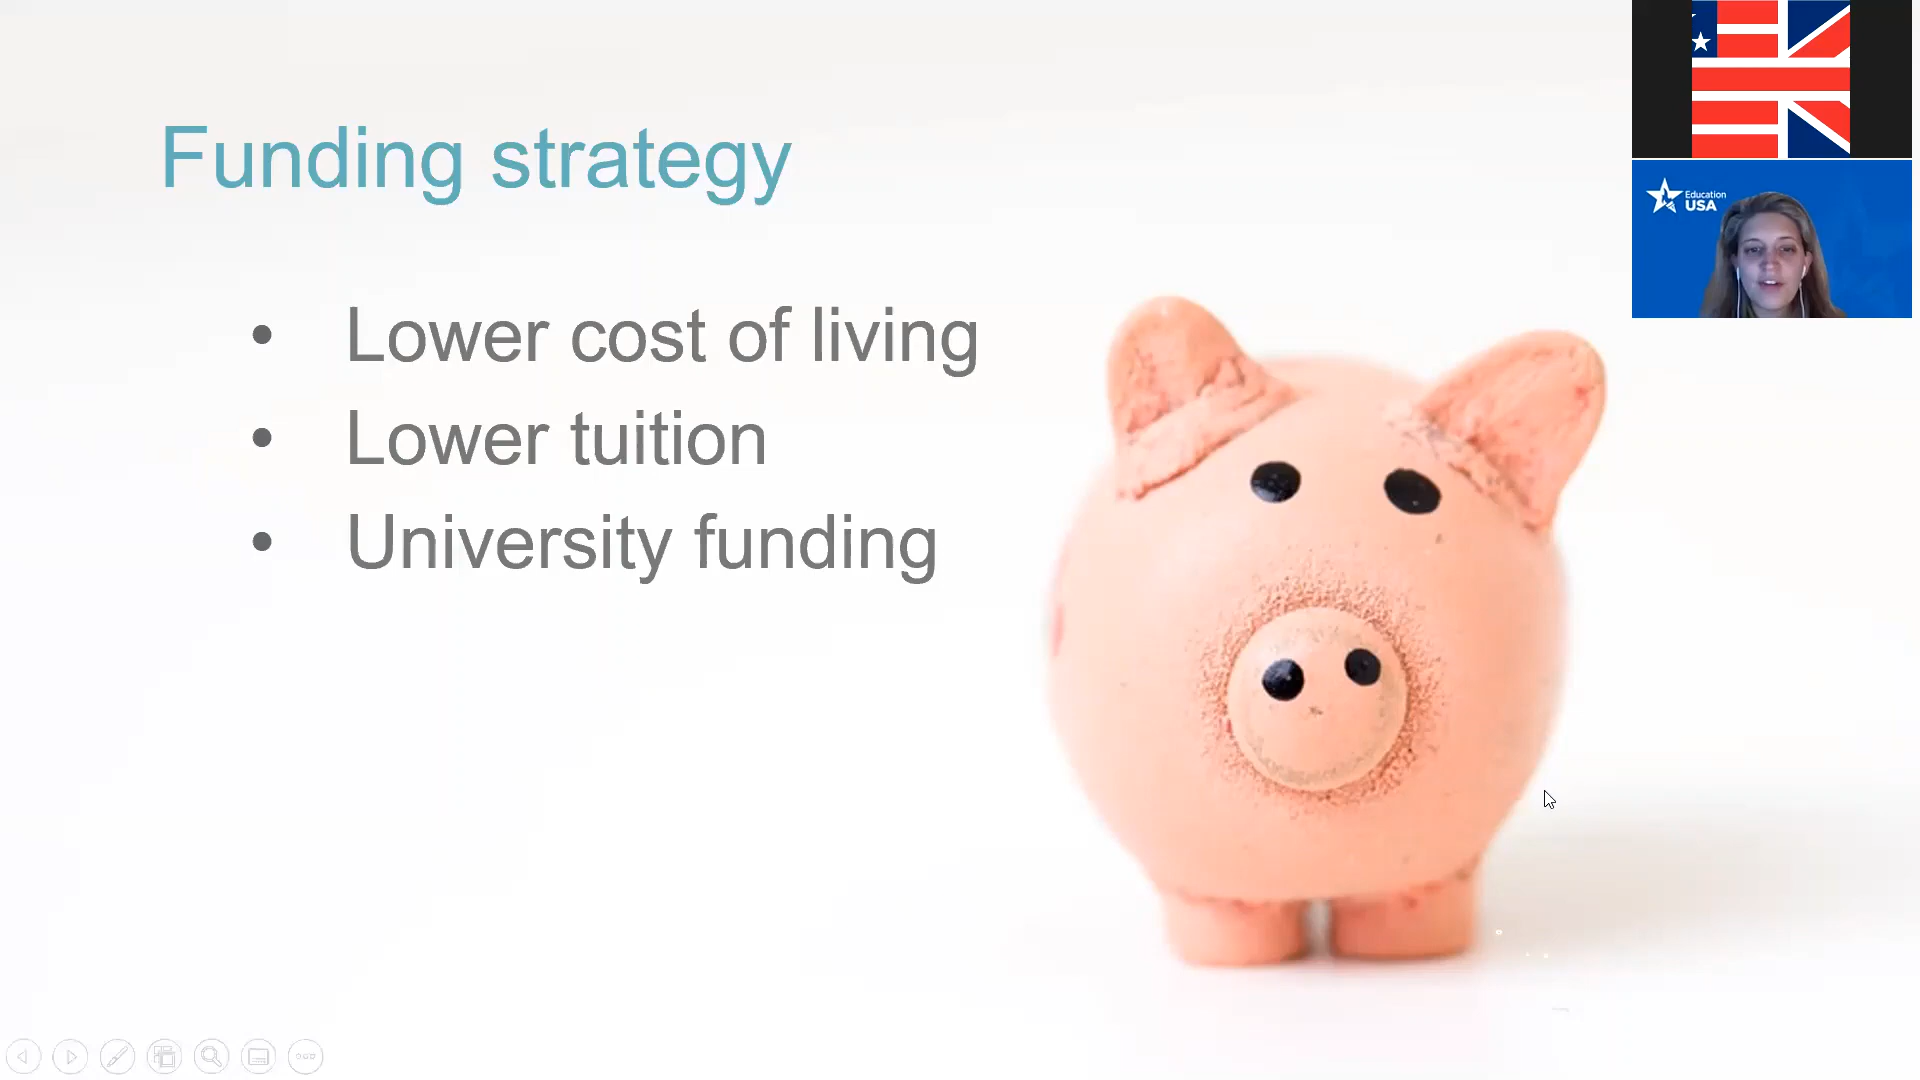 Funding strategy
• Lower cost of living
• Lower tuition
• University funding
Education
USA